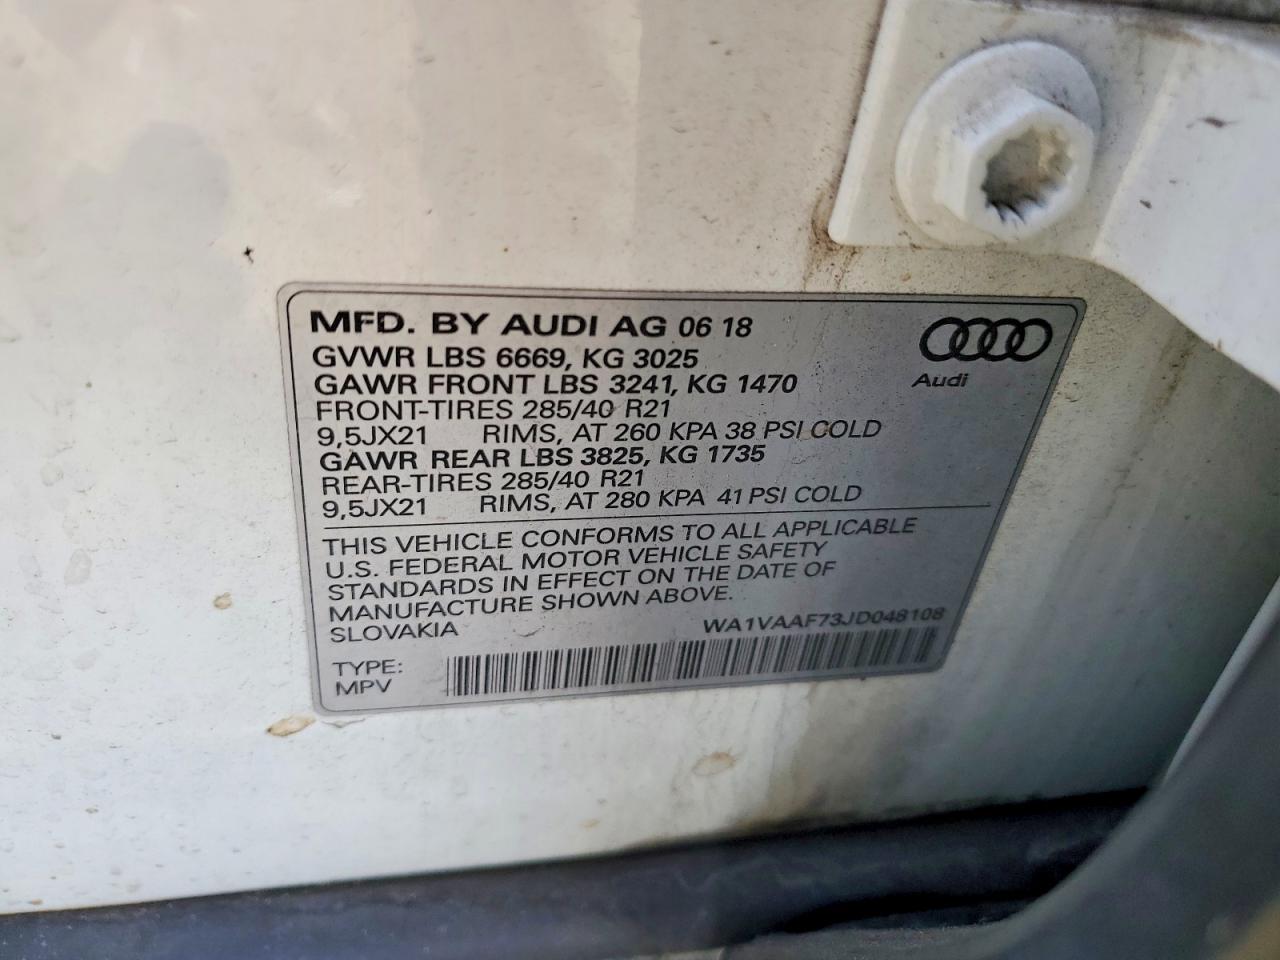 MFD. BY AUDI AG 06 18
GVWR LBS 6669, KG 3025
GAWR FRONT LBS 3241, KG 1470
FRONT-TIRES 285/40 R21
9,5JX21 RIMS, AT 260 KPA 38 PSI COLD
GAWR REAR LBS 3825, KG 1735
REAR-TIRES 285/40 R21
9,5JX21 RIMS, AT 280 KPA 41 PSI COLD
Audi
THIS VEHICLE CONFORMS TO ALL APPLICABLE
U.S. FEDERAL MOTOR VEHICLE SAFETY
STANDARDS IN EFFECT ON THE DATE OF
MANUFACTURE SHOWN ABOVE.
SLOVAKIA WA1VAAF73JD048108
TYPE:
MPV